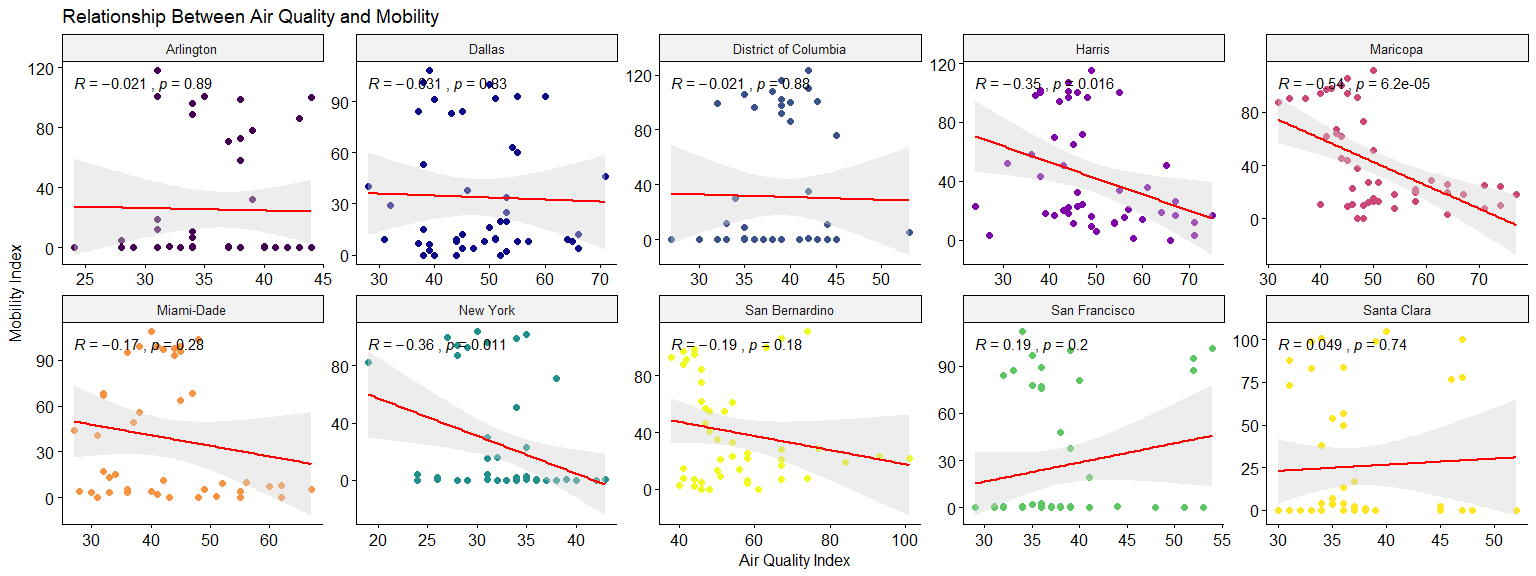 Relationship Between Air Quality and Mobility
Arlington
Dallas
District of Columbia
Harris
Maricopa
R = −0.021 , p = 0.89
R = −0.031 , p = 0.83
R = −0.021 , p = 0.88
R = −0.35 , p = 0.016
R = −0.54 , p = 6.2e-05
120
80
40
0
90
60
30
0
120
80
40
0
120
80
40
0
80
40
0
25 30 35 40 45
30 40 50 60 70
30 40 50
30 40 50 60 70
30 40 50 60 70
Mobility Index
Miami-Dade
New York
San Bernardino
San Francisco
Santa Clara
R = −0.17 , p = 0.28
R = −0.36 , p = 0.011
R = −0.19 , p = 0.18
R = 0.19 , p = 0.2
R = 0.049 , p = 0.74
90
60
30
0
80
40
0
80
40
0
90
60
30
0
100
75
50
25
0
30 40 50 60
20 25 30 35 40
40 60 80 100
30 35 40 45 50 55
30 35 40 45 50
Air Quality Index